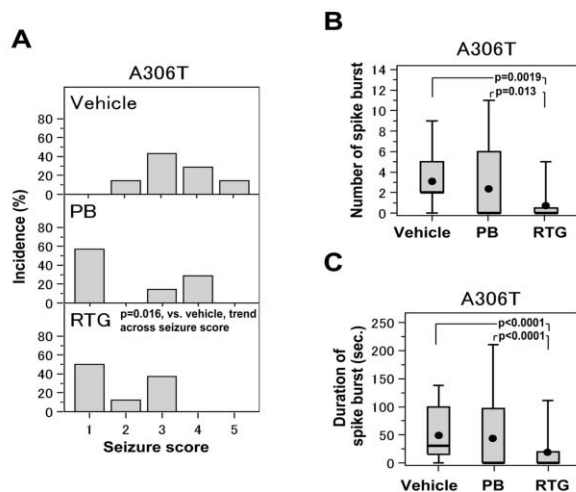 A
A306T
Vehicle
80
60
40
20
0
PB
80
60
40
20
0
RTG
p=0.016, vs. vehicle, trend
across seizure score
80
60
40
20
0
Incidence (%)
1 2 3 4 5
Seizure score
B
A306T
14
12
10
8
6
4
2
0
Number of spike burst
p=0.0019
p=0.013
Vehicle PB RTG
C
A306T
250
200
150
100
50
0
Duration of
spike burst (sec.)
p<0.0001
p<0.0001
Vehicle PB RTG